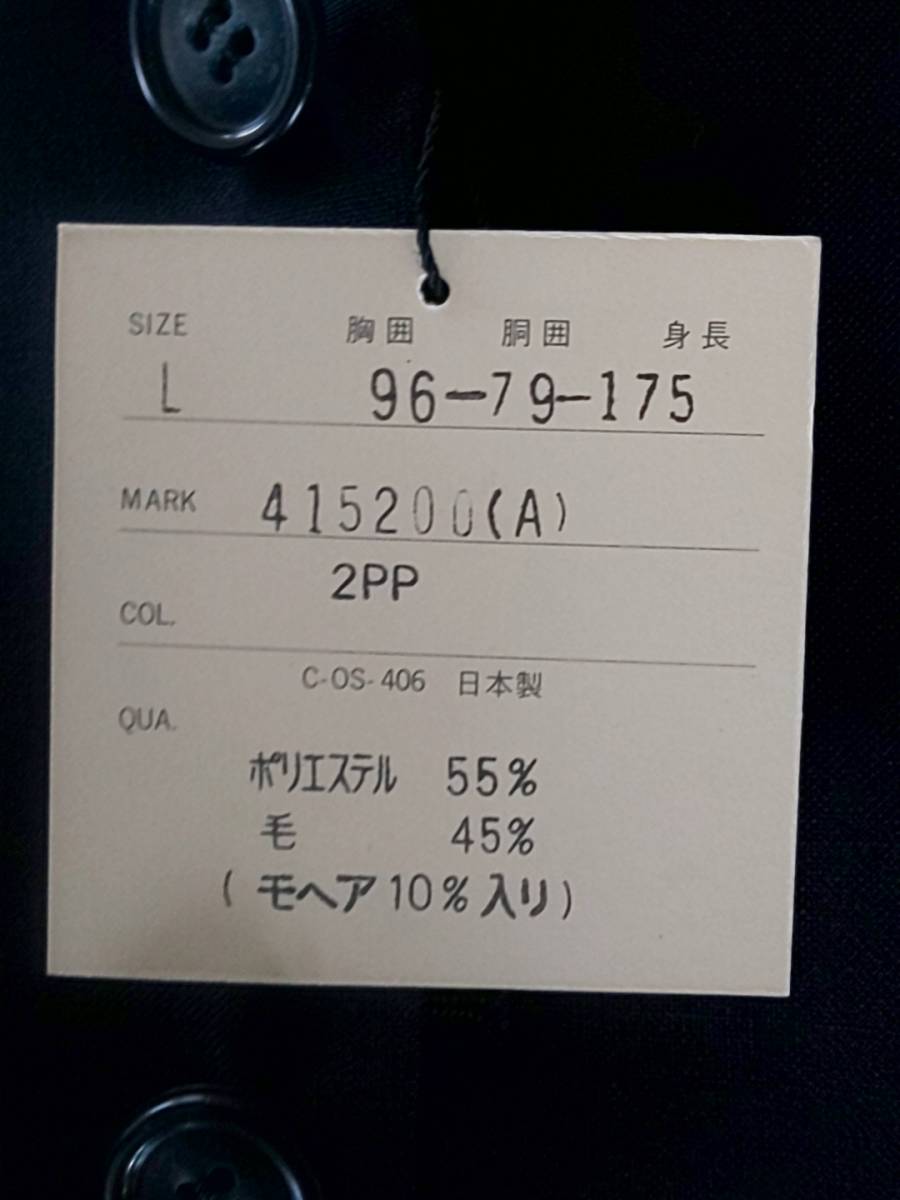 SIZE 胸囲 胴囲 身長
L 96-79-175
MARK 415200(A)
2PP
COL.
C-OS-406 日本製
QUA.
ポリエステル 55%
毛 45%
(モヘア10%入リ)